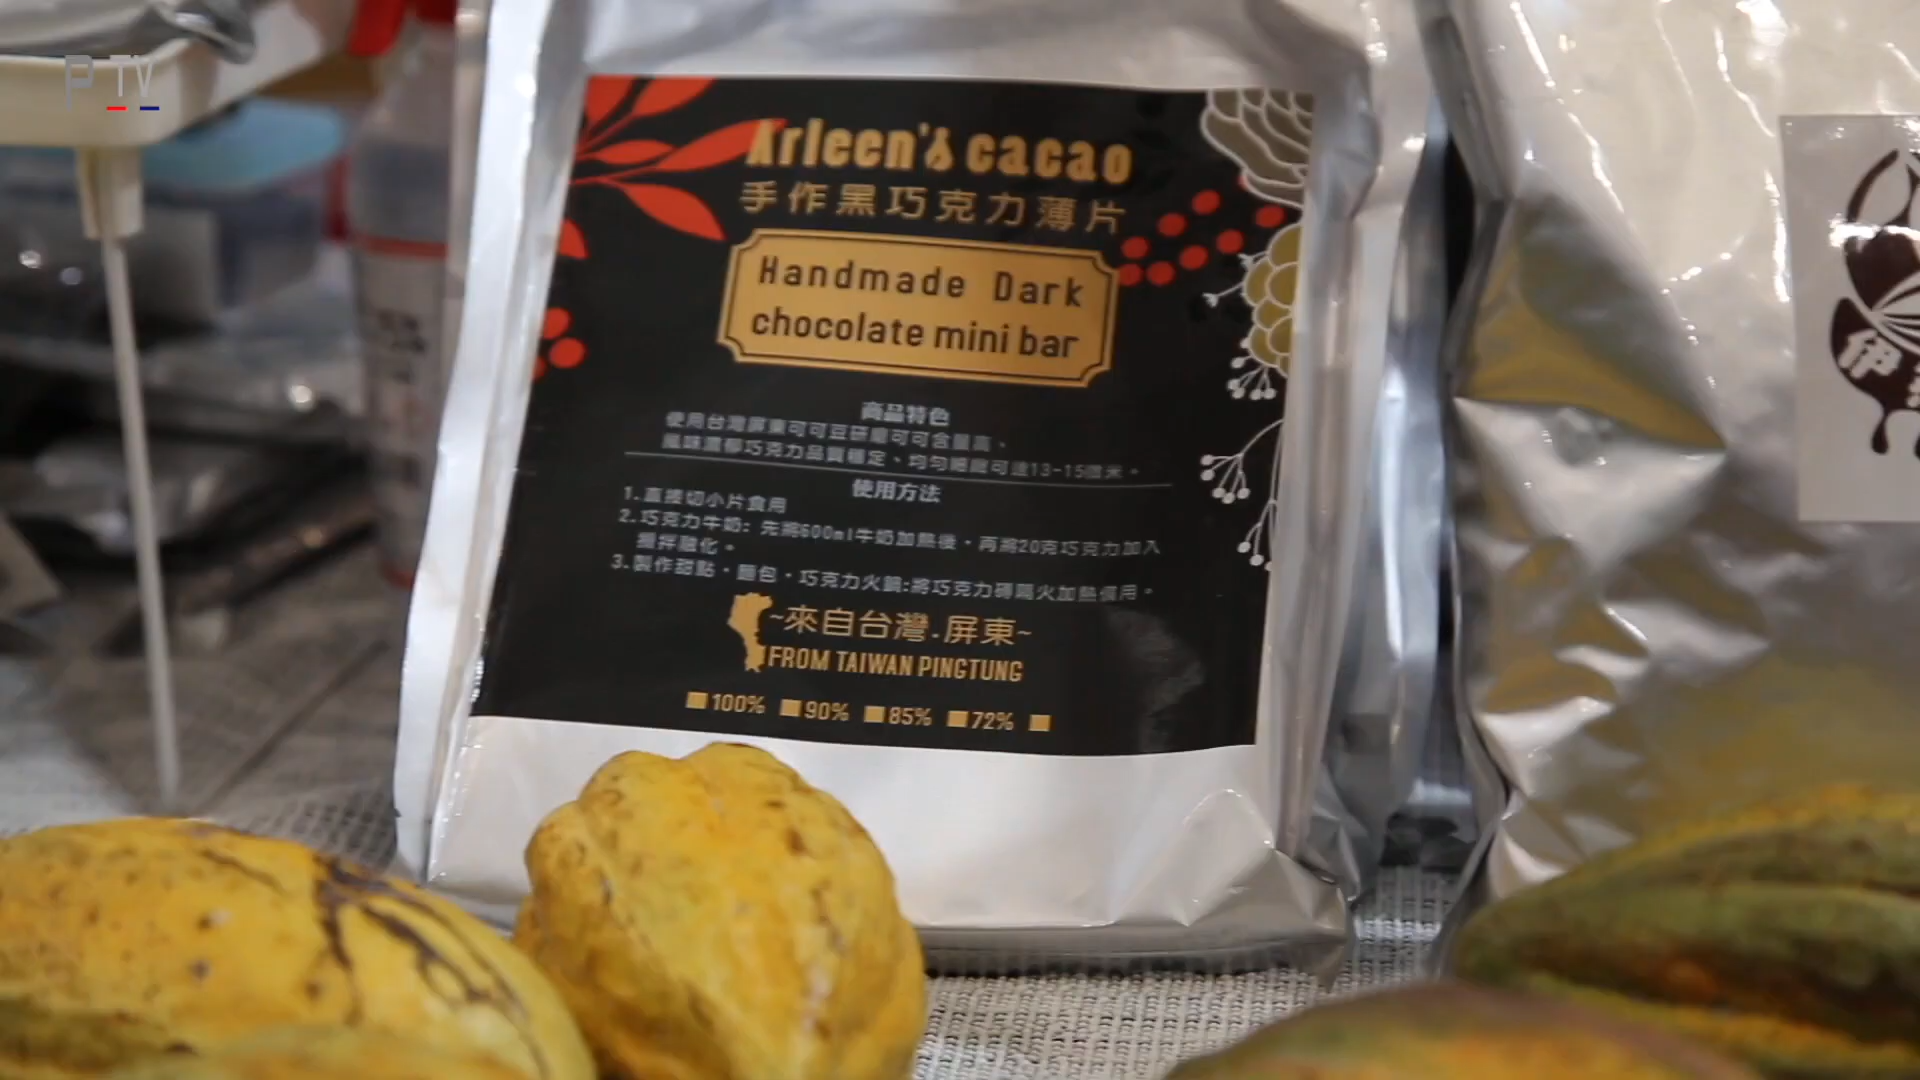 P TV
Arleen's cacao
手作黑巧克力薄片
Handmade Dark
chocolate mini bar
商品特色
使用台灣屏東可可豆研磨可可含量高、
風味濃郁巧克力品質穩定、均勻細緻可達13-15微米。
使用方法
1.直接切小片食用
2.巧克力牛奶: 先將600ml牛奶加熱後,再將20克巧克力加入
攪拌融化。
3.製作甜點,麵包,巧克力火鍋:將巧克力磚隔火加熱備用。
~來自台灣.屏東~
FROM TAIWAN PINGTUNG
100% 90% 85% 72%
伊